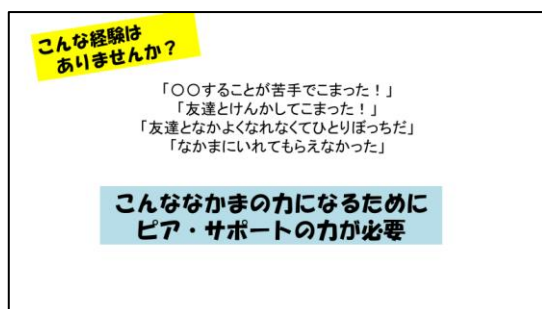 こんな経験は
ありませんか？
「〇〇することが苦手でこまった！」
「友達とけんかしてこまった！」
「友達となかよくなれなくてひとりぼっちだ」
「なかまにいれてもらえなかった」
こんななかまの力になるために
ピア・サポートの力が必要